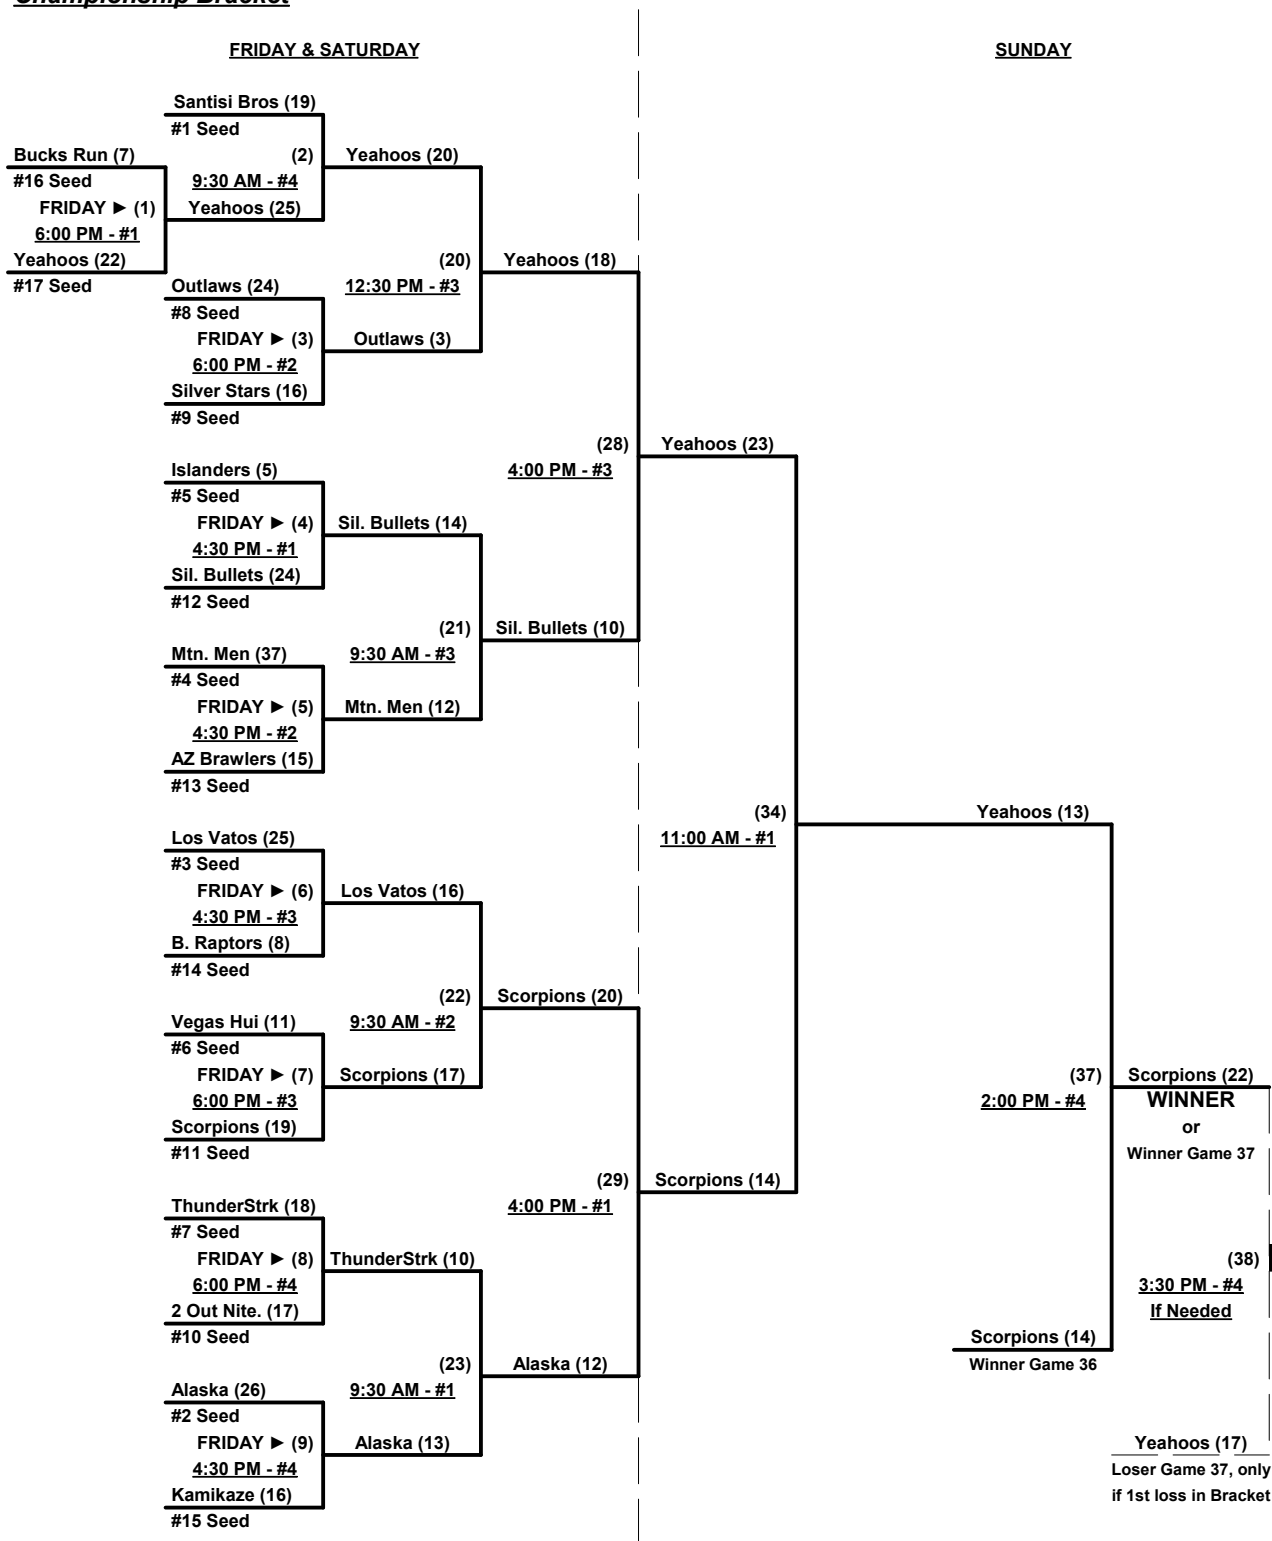 Championship Bracket
FRIDAY & SATURDAY
SUNDAY
Santisi Bros (19)
#1 Seed
Bucks Run (7)
(2)
Yeahoos (20)
#16 Seed
9:30 AM - #4
FRIDAY ► (1)
Yeahoos (25)
6:00 PM - #1
Yeahoos (22)
(20)
Yeahoos (18)
#17 Seed
Outlaws (24)
12:30 PM - #3
#8 Seed
FRIDAY ► (3)
Outlaws (3)
6:00 PM - #2
Silver Stars (16)
#9 Seed
(28)
Yeahoos (23)
Islanders (5)
4:00 PM - #3
#5 Seed
FRIDAY ► (4)
Sil. Bullets (14)
4:30 PM - #1
Sil. Bullets (24)
#12 Seed
(21)
Sil. Bullets (10)
Mtn. Men (37)
9:30 AM - #3
#4 Seed
FRIDAY ► (5)
Mtn. Men (12)
4:30 PM - #2
AZ Brawlers (15)
#13 Seed
(34)
Yeahoos (13)
Los Vatos (25)
11:00 AM - #1
#3 Seed
FRIDAY ► (6)
Los Vatos (16)
4:30 PM - #3
B. Raptors (8)
#14 Seed
(22)
Scorpions (20)
Vegas Hui (11)
9:30 AM - #2
#6 Seed
FRIDAY ► (7)
Scorpions (17)
(37)
Scorpions (22)
6:00 PM - #3
2:00 PM - #4
WINNER
Scorpions (19)
or
#11 Seed
Winner Game 37
(29)
Scorpions (14)
ThunderStrk (18)
4:00 PM - #1
#7 Seed
FRIDAY ► (8)
ThunderStrk (10)
(38)
6:00 PM - #4
3:30 PM - #4
2 Out Nite. (17)
If Needed
#10 Seed
Scorpions (14)
(23)
Alaska (12)
Winner Game 36
Alaska (26)
9:30 AM - #1
#2 Seed
FRIDAY ► (9)
Alaska (13)
Yeahoos (17)
4:30 PM - #4
Loser Game 37, only
Kamikaze (16)
if 1st loss in Bracket
#15 Seed